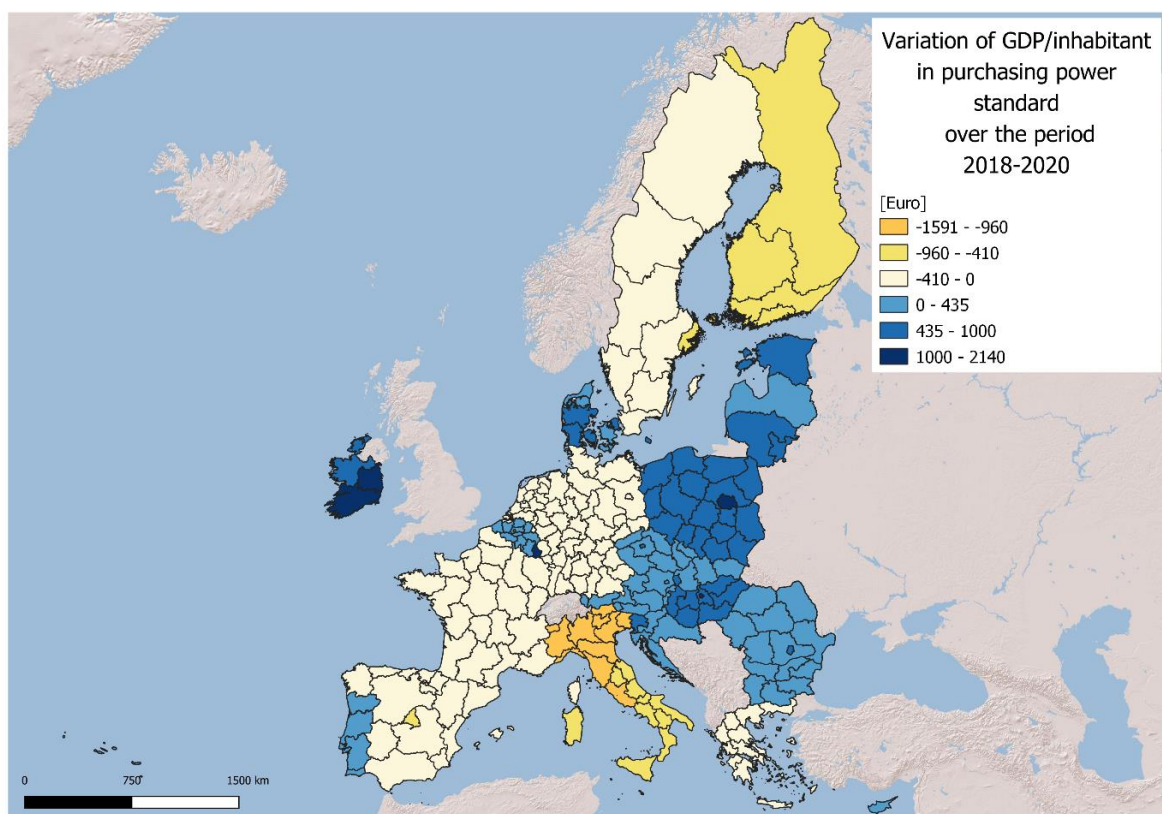 Variation of GDP/inhabitant
in purchasing power
standard
over the period
2018-2020
[Euro]
-1591 - -960
-960 - -410
-410 - 0
0 - 435
435 - 1000
1000 - 2140
0 750 1500 km